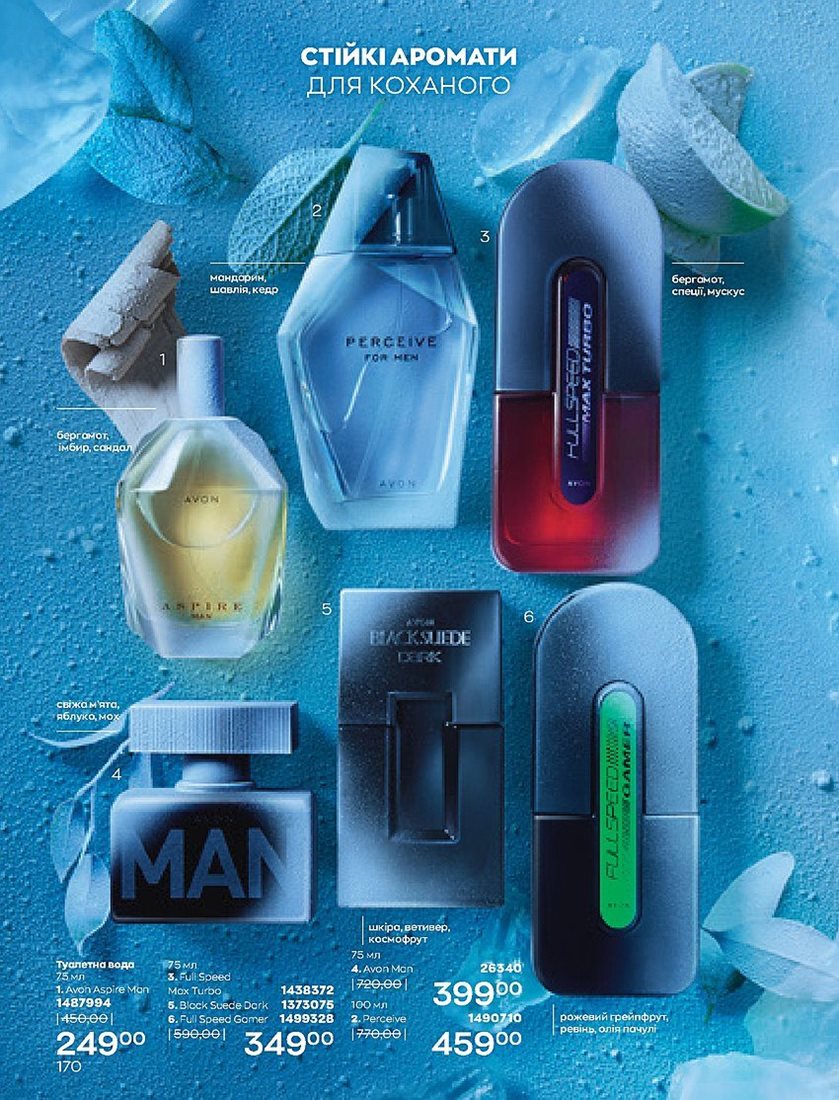 СТІЙКІ АРОМАТИ
ДЛЯ КОХАНОГО
2
мандарин,
шавлія, кедр
3
бергамот,
спеції, мускус
1
бергамот,
імбир, сандал
PERCEIVE
FOR MEN
AVON
FULL SPEED
MAX TURBO
AVON
AVON
ASPIRE
MAN
5
AVON
BLACK SUEDE
DARK
6
FULL SPEED
GAMER
AVON
свіжа м'ята,
яблуко, мох
4
MAN
шкіра, ветивер,
космофрут
рожевий грейпфрут,
ревінь, олія пачулі
Туалетна вода
75 мл
1. Avon Aspire Man
1487994
|450,00|
24900
75 мл
3. Full Speed
Max Turbo 1438372
5. Black Suede Dark 1373075
6. Full Speed Gamer 1499328
|590,00| 34900
75 мл
4. Avon Man 26340
|720,00| 39900
100 мл
2. Perceive 1490710
|770,00| 45900
170